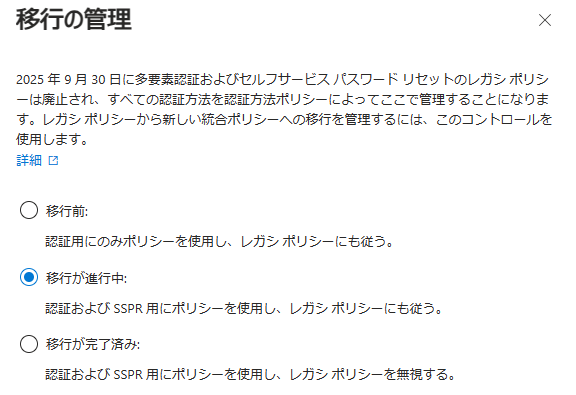 移行の管理
2025 年 9 月 30 日に多要素認証およびセルフサービス パスワード リセットのレガシ ポリシ
ーは廃止され、すべての認証方法を認証方法ポリシーによってここで管理することになりま
す。レガシ ポリシーから新しい統合ポリシーへの移行を管理するには、このコントロールを
使用します。
詳細
移行前:
認証用にのみポリシーを使用し、レガシ ポリシーにも従う。
移行が進行中:
認証および SSPR 用にポリシーを使用し、レガシ ポリシーにも従う。
移行が完了済み:
認証および SSPR 用にポリシーを使用し、レガシ ポリシーを無視する。